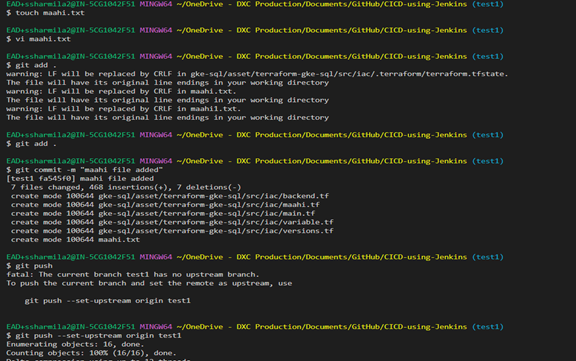 EAD+ssharmila2@IN-5CG1042F51 MINGW64 ~/OneDrive - DXC Production/Documents/GitHub/CICD-using-Jenkins (test1)
$ touch maahi.txt
EAD+ssharmila2@IN-5CG1042F51 MINGW64 ~/OneDrive - DXC Production/Documents/GitHub/CICD-using-Jenkins (test1)
$ vi maahi.txt
EAD+ssharmila2@IN-5CG1042F51 MINGW64 ~/OneDrive - DXC Production/Documents/GitHub/CICD-using-Jenkins (test1)
$ git add .
warning: LF will be replaced by CRLF in gke-sql/asset/terraform-gke-sql/src/iac/.terraform/terraform.tfstate.
The file will have its original line endings in your working directory
warning: LF will be replaced by CRLF in maahi.txt.
The file will have its original line endings in your working directory
warning: LF will be replaced by CRLF in maahi1.txt.
The file will have its original line endings in your working directory
EAD+ssharmila2@IN-5CG1042F51 MINGW64 ~/OneDrive - DXC Production/Documents/GitHub/CICD-using-Jenkins (test1)
$ git add .
EAD+ssharmila2@IN-5CG1042F51 MINGW64 ~/OneDrive - DXC Production/Documents/GitHub/CICD-using-Jenkins (test1)
$ git commit -m "maahi file added"
[test1 fa545f0] maahi file added
7 files changed, 468 insertions(+), 7 deletions(-)
create mode 100644 gke-sql/asset/terraform-gke-sql/src/iac/backend.tf
create mode 100644 gke-sql/asset/terraform-gke-sql/src/iac/maahi.tf
create mode 100644 gke-sql/asset/terraform-gke-sql/src/iac/main.tf
create mode 100644 gke-sql/asset/terraform-gke-sql/src/iac/variable.tf
create mode 100644 gke-sql/asset/terraform-gke-sql/src/iac/versions.tf
create mode 100644 maahi.txt
EAD+ssharmila2@IN-5CG1042F51 MINGW64 ~/OneDrive - DXC Production/Documents/GitHub/CICD-using-Jenkins (test1)
$ git push
fatal: The current branch test1 has no upstream branch.
To push the current branch and set the remote as upstream, use
git push --set-upstream origin test1
EAD+ssharmila2@IN-5CG1042F51 MINGW64 ~/OneDrive - DXC Production/Documents/GitHub/CICD-using-Jenkins (test1)
$ git push --set-upstream origin test1
Enumerating objects: 16, done.
Counting objects: 100% (16/16), done.